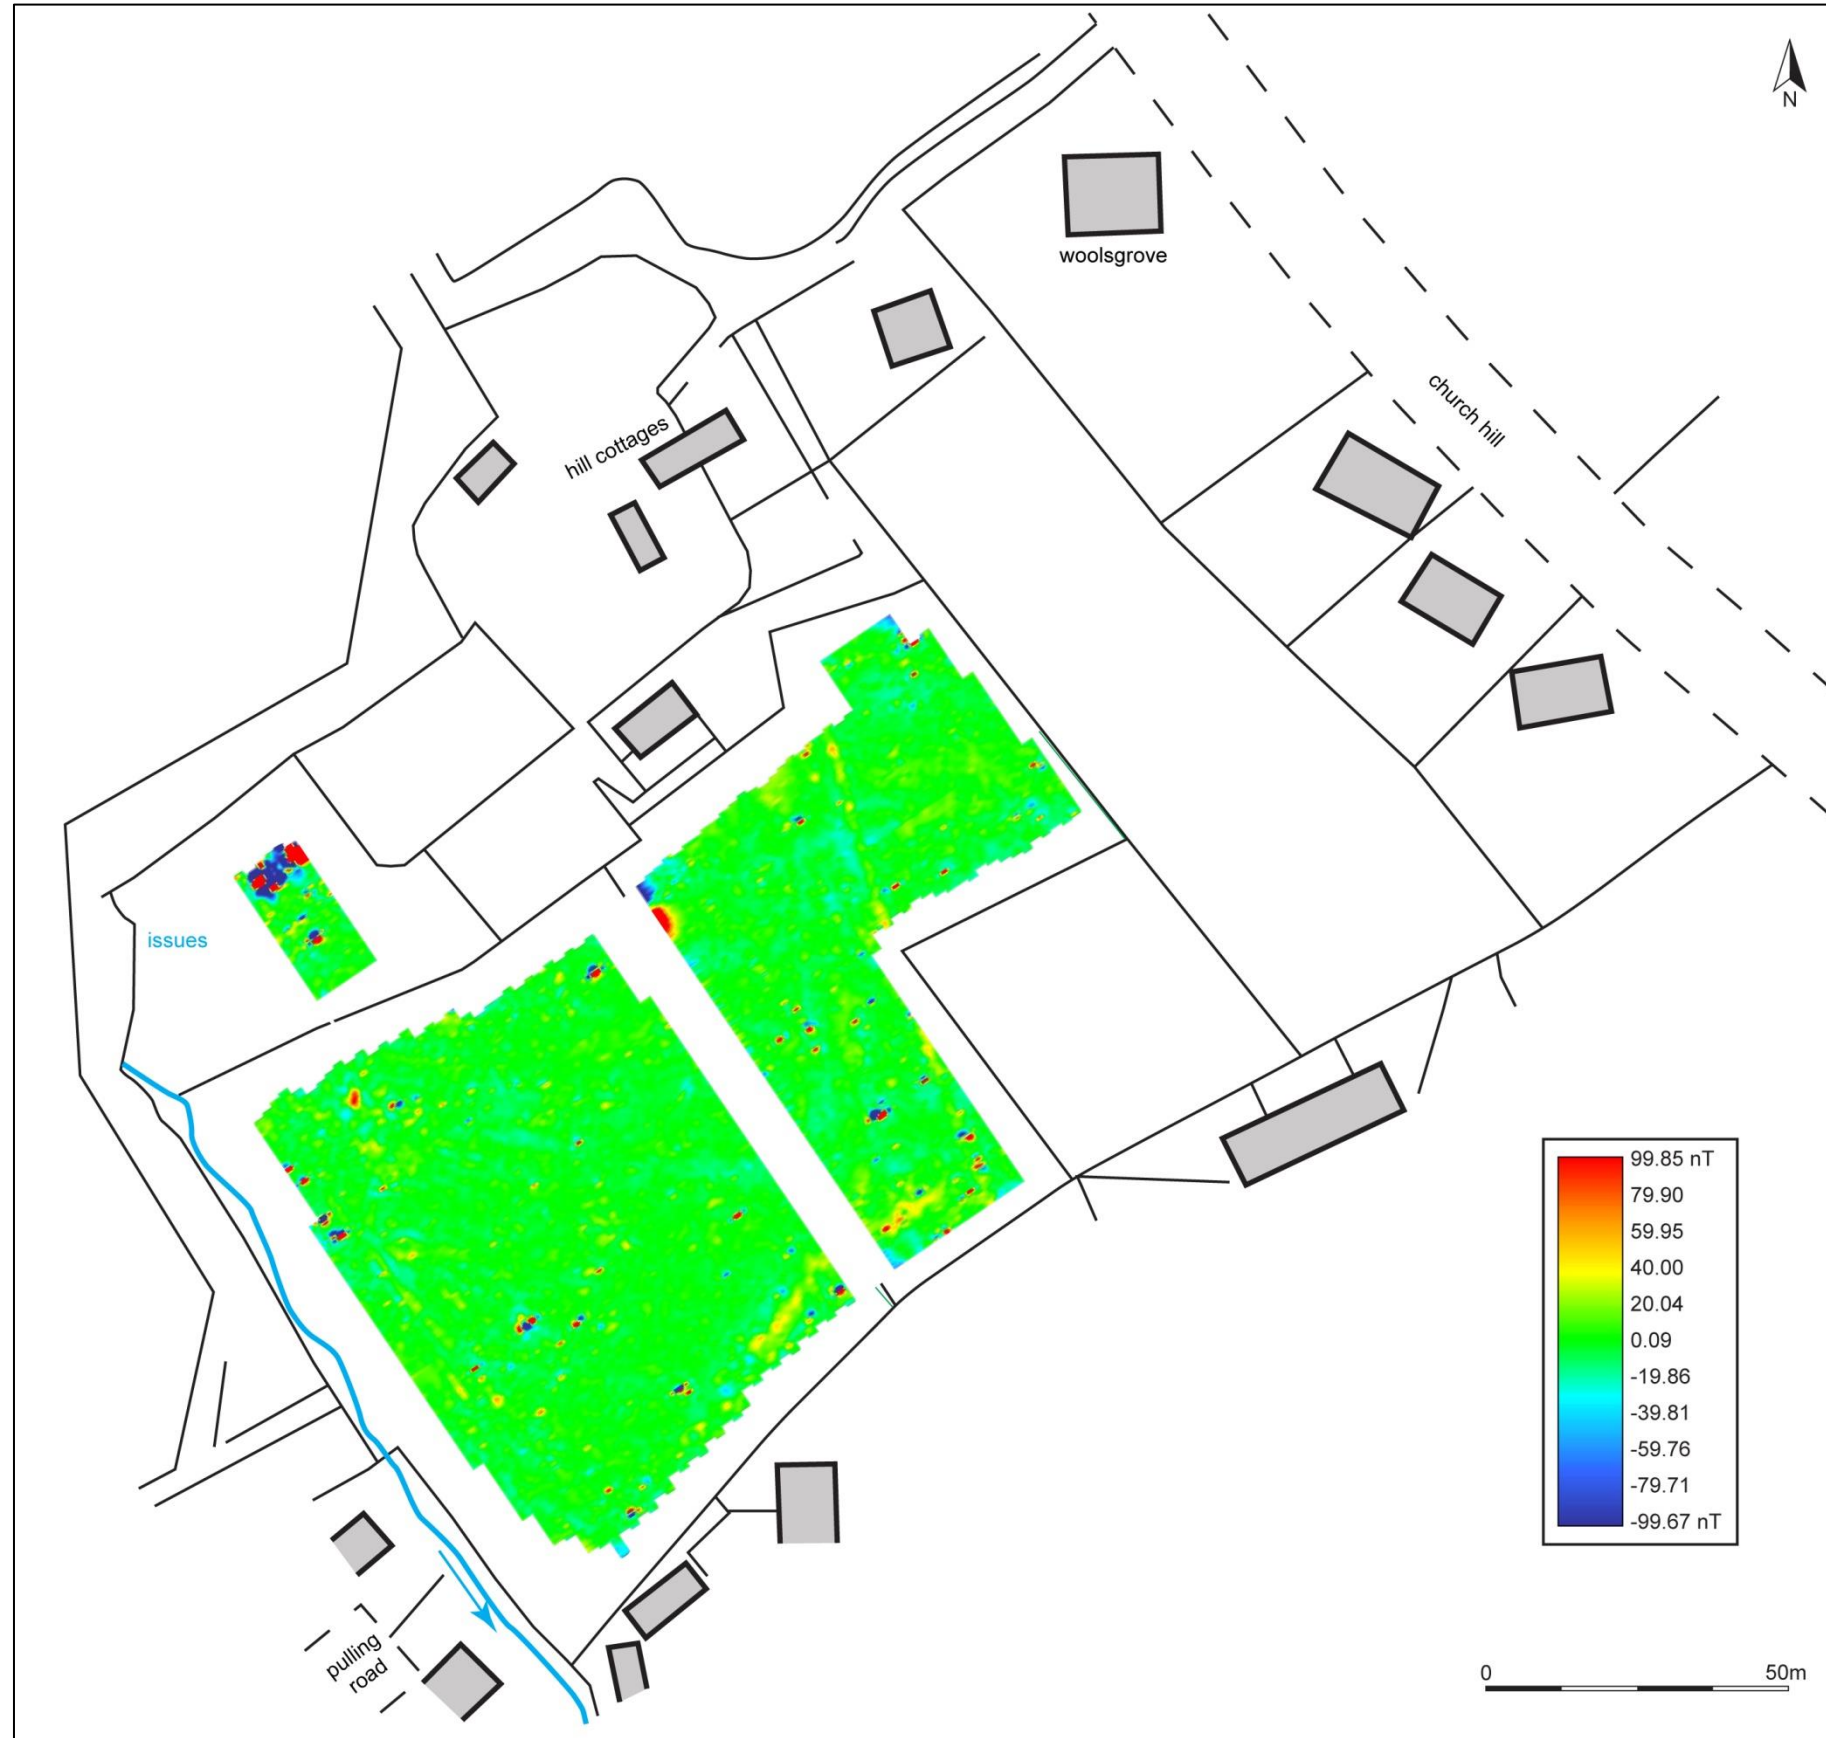 N
woolsgrove
church hill
hill cottages
issues
99.85 nT
79.90
59.95
40.00
20.04
0.09
-19.86
-39.81
-59.76
-79.71
-99.67 nT
pulling
road
0 50m